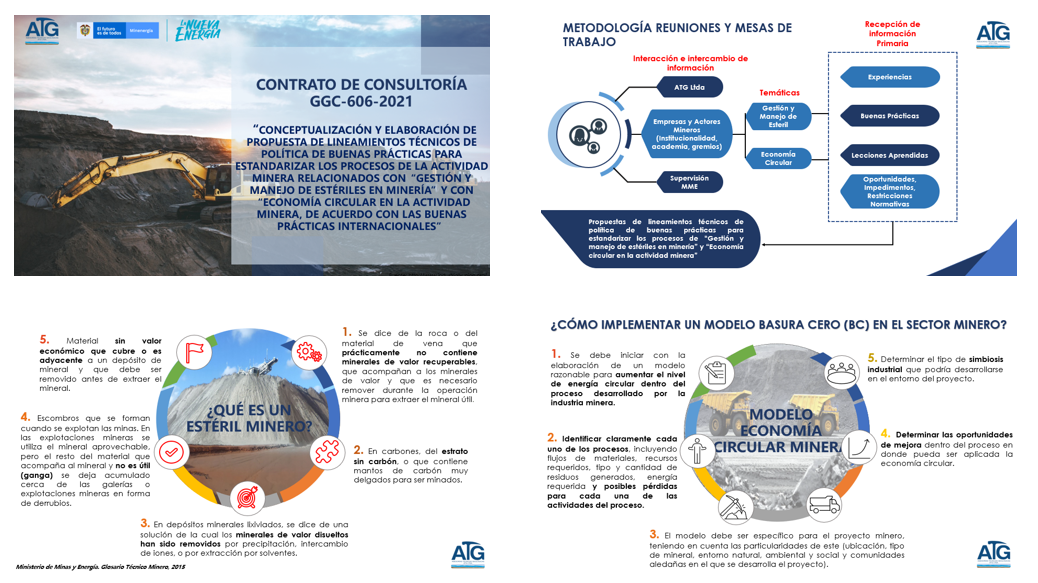 ATG
El futuro es de todos
Minenergía
LA NUEVA ENERGÍA
CONTRATO DE CONSULTORÍA
GGC-606-2021
“CONCEPTUALIZACIÓN Y ELABORACIÓN DE
PROPUESTA DE LINEAMIENTOS TÉCNICOS DE
POLÍTICA DE BUENAS PRÁCTICAS PARA
ESTANDARIZAR LOS PROCESOS DE LA ACTIVIDAD
MINERA RELACIONADOS CON “GESTIÓN Y
MANEJO DE ESTÉRILES EN MINERÍA” Y CON
“ECONOMÍA CIRCULAR EN LA ACTIVIDAD
MINERA, DE ACUERDO CON LAS BUENAS
PRÁCTICAS INTERNACIONALES”
METODOLOGÍA REUNIONES Y MESAS DE
TRABAJO
Recepción de
información
Primaria
ATG
Interacción e intercambio de
información
ATG Ltda
Empresas y Actores
Mineros
(Institucionalidad,
academia, gremios)
Supervisión
MME
Temáticas
Gestión y
Manejo de
Esteril
Economía
Circular
Experiencias
Buenas Prácticas
Lecciones Aprendidas
Oportunidades,
Impedimentos,
Restricciones
Normativas
Propuestas de lineamientos técnicos de
política de buenas prácticas para
estandarizar los procesos de “Gestión y
manejo de estériles en minería” y “Economía
circular en la actividad minera”
5. Material sin valor
económico que cubre o es
adyacente a un depósito de
mineral y que debe ser
removido antes de extraer el
mineral.
1. Se dice de la roca o del
material de vena que
prácticamente no contiene
minerales de valor recuperables,
que acompañan a los minerales
de valor y que es necesario
remover durante la operación
minera para extraer el mineral útil.
¿QUÉ ES UN
ESTÉRIL MINERO?
4. Escombros que se forman
cuando se explotan las minas. En
las explotaciones mineras se
utiliza el mineral aprovechable,
pero el resto del material que
acompaña al mineral y no es útil
(ganga) se deja acumulado
cerca de las galerías o
explotaciones mineras en forma
de derrubios.
2. En carbones, del estrato
sin carbón, o que contiene
mantos de carbón muy
delgados para ser minados.
3. En depósitos minerales lixiviados, se dice de una
solución de la cual los minerales de valor disueltos
han sido removidos por precipitación, intercambio
de iones, o por extracción por solventes.
Ministerio de Minas y Energía. Glosario Técnico Minero, 2015
ATG
¿CÓMO IMPLEMENTAR UN MODELO BASURA CERO (BC) EN EL SECTOR MINERO?
1. Se debe iniciar con la
elaboración de un modelo
razonable para aumentar el nivel
de energía circular dentro del
proceso desarrollado por la
industria minera.
5. Determinar el tipo de simbiosis
industrial que podría desarrollarse
en el entorno del proyecto.
MODELO
ECONOMÍA
CIRCULAR MINERA
2. Identificar claramente cada
uno de los procesos, incluyendo
flujos de materiales, recursos
requeridos, tipo y cantidad de
residuos generados, energía
requerida y posibles pérdidas
para cada una de las
actividades del proceso.
4. Determinar las oportunidades
de mejora dentro del proceso en
donde pueda ser aplicada la
economía circular.
3. El modelo debe ser específico para el proyecto minero,
teniendo en cuenta las particularidades de este (ubicación, tipo
de mineral, entorno natural, ambiental y social y comunidades
aledañas en el que se desarrolla el proyecto).
ATG